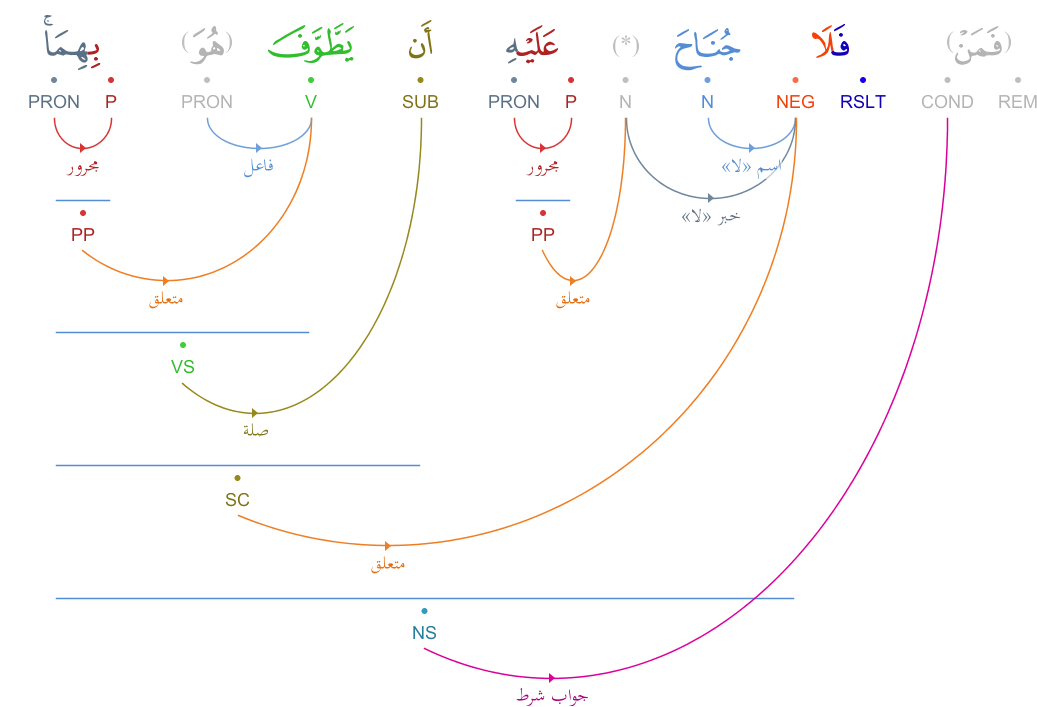 (فَمَنْ) فَلَا جُنَاحَ (*) عَلَيْهِ أَن يَطَّوَّفَ (هُوَ) بِهِمَا ۚ
REM COND RSLT NEG N N P PRON SUB V PRON P PRON
مجرور فاعل مجرور اسم «لا»
خبر «لا»
PP PP
متعلق متعلق
VS
صلة
SC
متعلق
NS
جواب شرط